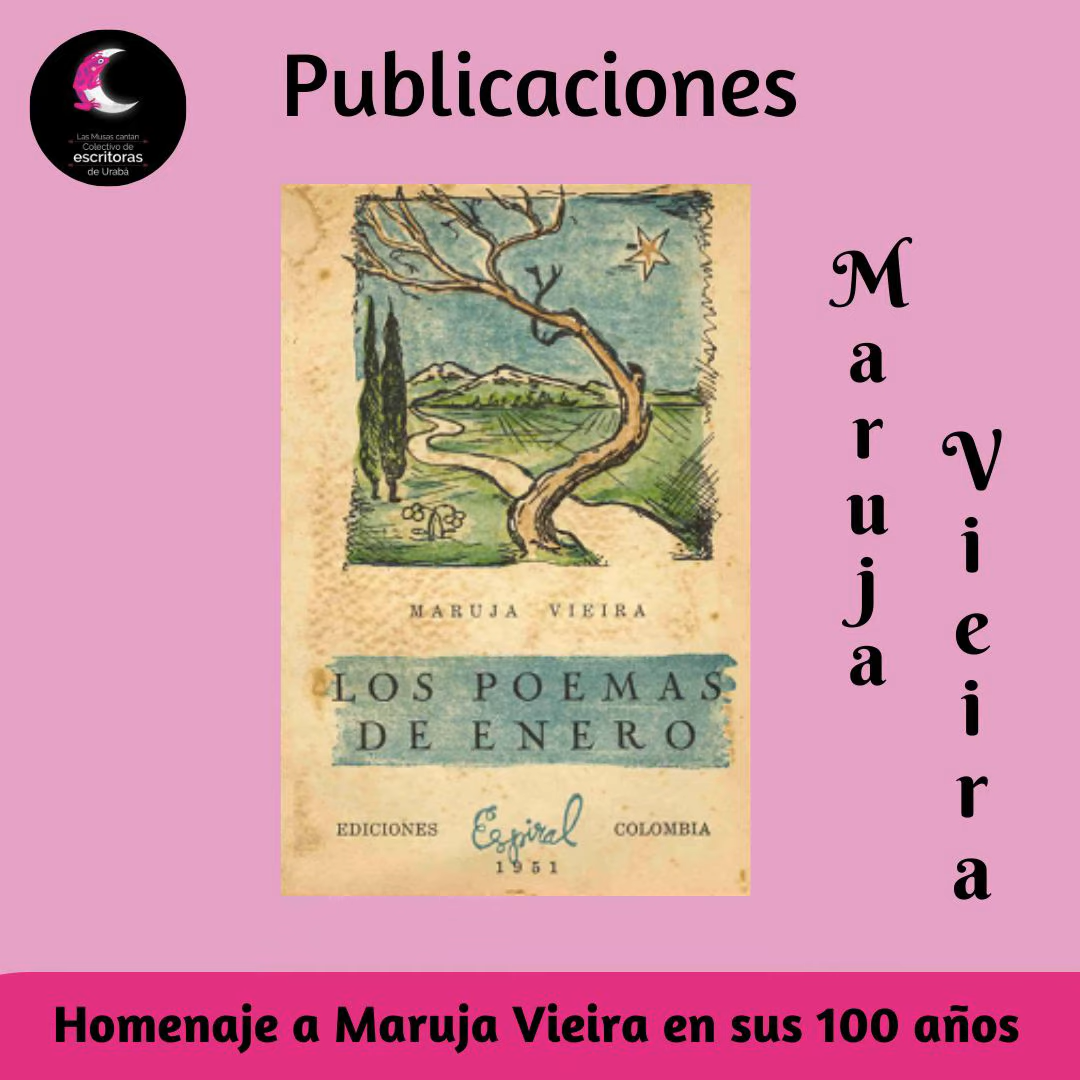 Publicaciones
Las Musas cantan
Colectivo de
escritoras
de Urabá
MARUJA VIEIRA
LOS POEMAS
DE ENERO
EDICIONES Espiral COLOMBIA
1951
Maruja
Vieira
Homenaje a Maruja Vieira en sus 100 años